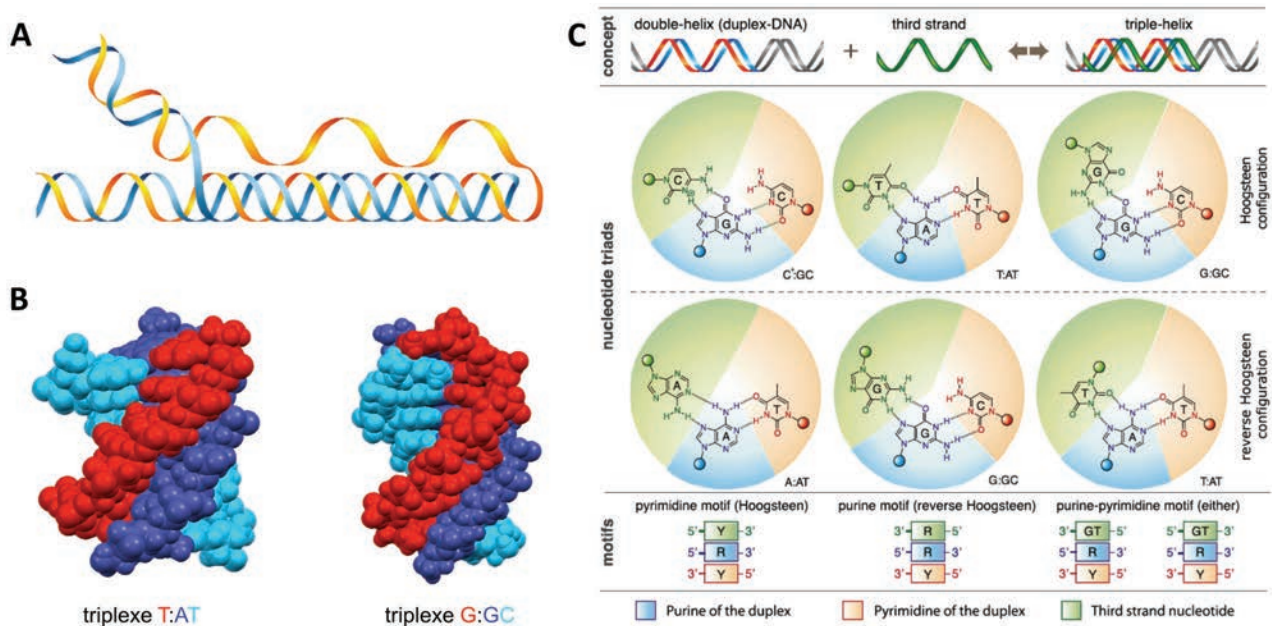 A
B
triplexe T:AT
triplexe G:GC
C
concept
double-helix (duplex-DNA)
+
third strand
triple-helix
nucleotide triads
C
H
N
H
N
O
H
G
C
C⁺:GC
T
A
T
T:AT
G
G
C
G:GC
Hoogsteen
configuration
A
A
T
A:AT
G
G
C
G:GC
T
A
T
T:AT
reverse Hoogsteen
configuration
motifs
pyrimidine motif (Hoogsteen)
5' Y 3'
5' R 3'
3' Y 5'
purine motif (reverse Hoogsteen)
3' R 5'
5' R 3'
3' Y 5'
purine-pyrimidine motif (either)
3' GT 5'
5' R 3'
3' Y 5'
5' GT 3'
5' R 3'
3' Y 5'
Purine of the duplex
Pyrimidine of the duplex
Third strand nucleotide